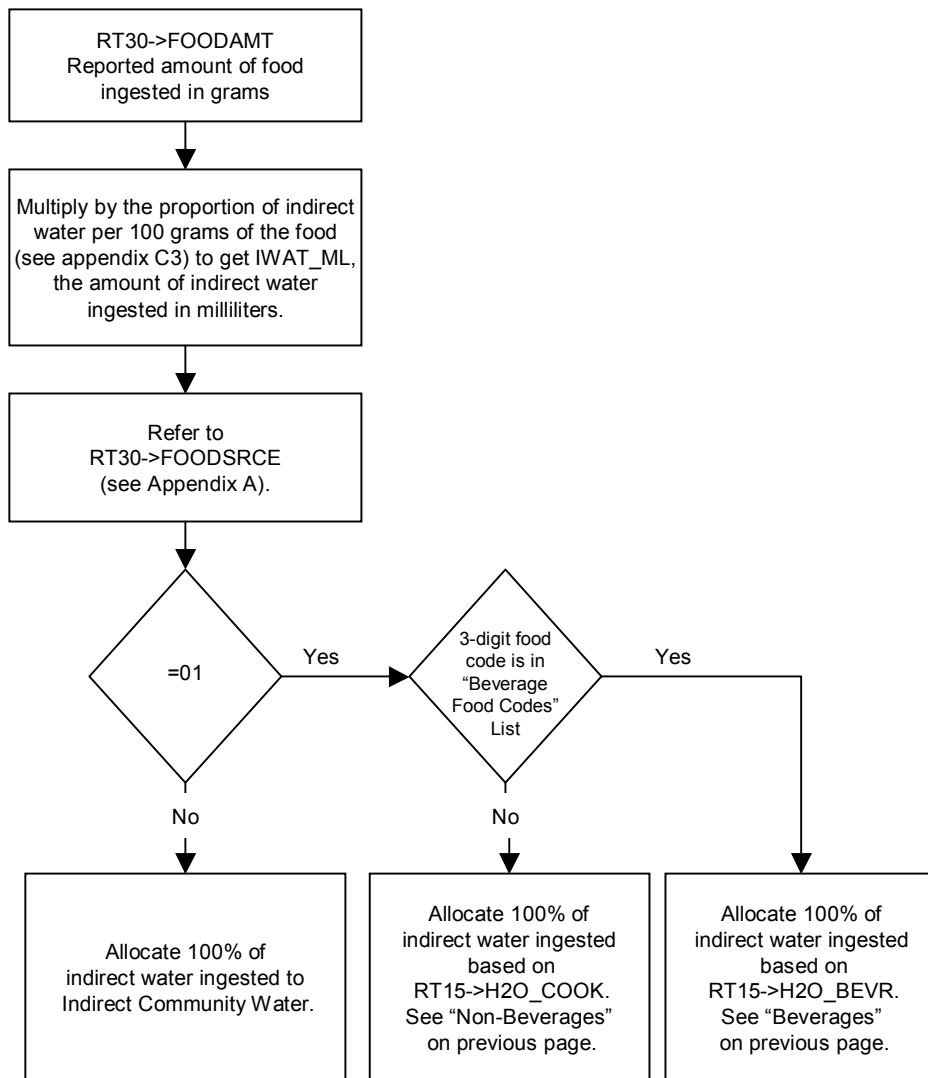 RT30->FOODAMT
Reported amount of food
ingested in grams
Multiply by the proportion of indirect
water per 100 grams of the food
(see appendix C3) to get IWAT_ML,
the amount of indirect water
ingested in milliliters.
Refer to
RT30->FOODSRCE
(see Appendix A).
=01
Yes
3-digit food
code is in
“Beverage
Food Codes”
List
Yes
No
No
Allocate 100% of
indirect water ingested to
Indirect Community Water.
Allocate 100% of
indirect water ingested
based on
RT15->H2O_COOK.
See “Non-Beverages”
on previous page.
Allocate 100% of
indirect water ingested
based on
RT15->H2O_BEVR.
See “Beverages”
on previous page.